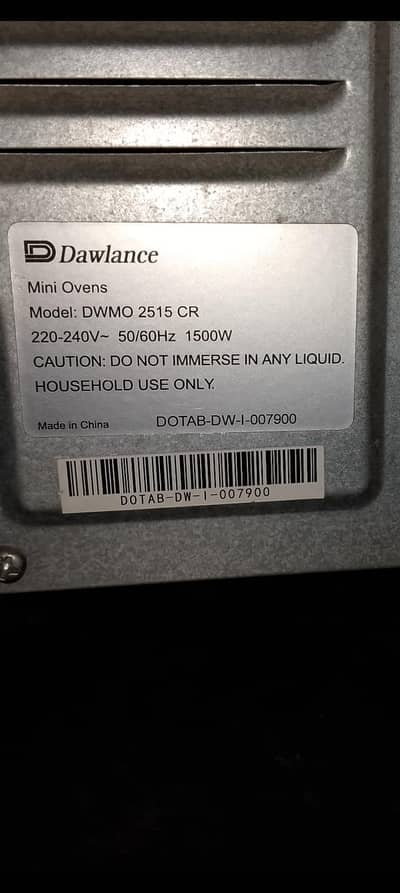 Dawlance
Mini Ovens
Model: DWMO 2515 CR
220-240V~ 50/60Hz 1500W
CAUTION: DO NOT IMMERSE IN ANY LIQUID.
HOUSEHOLD USE ONLY.
Made in China DOTAB-DW-I-007900
DOTAB-DW-I-007900